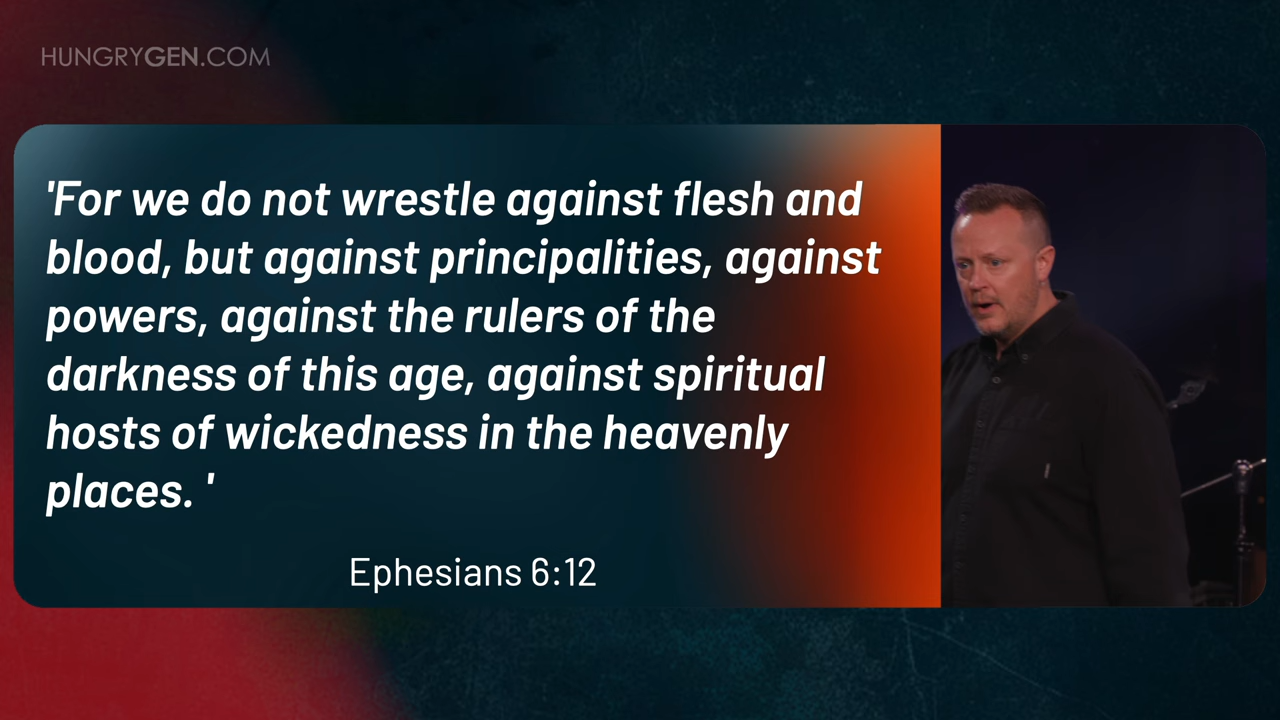 HUNGRYGEN.COM
'For we do not wrestle against flesh and
blood, but against principalities, against
powers, against the rulers of the
darkness of this age, against spiritual
hosts of wickedness in the heavenly
places. '
Ephesians 6:12